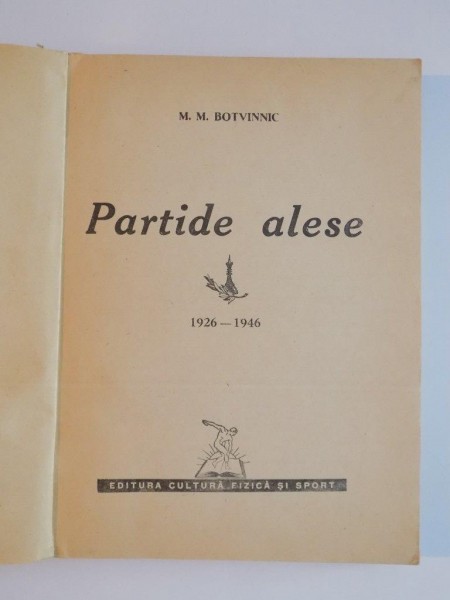 M. M. BOTVINNIC
Partide alese
1926 — 1946
EDITURA CULTURĂ FIZICĂ ȘI SPORT